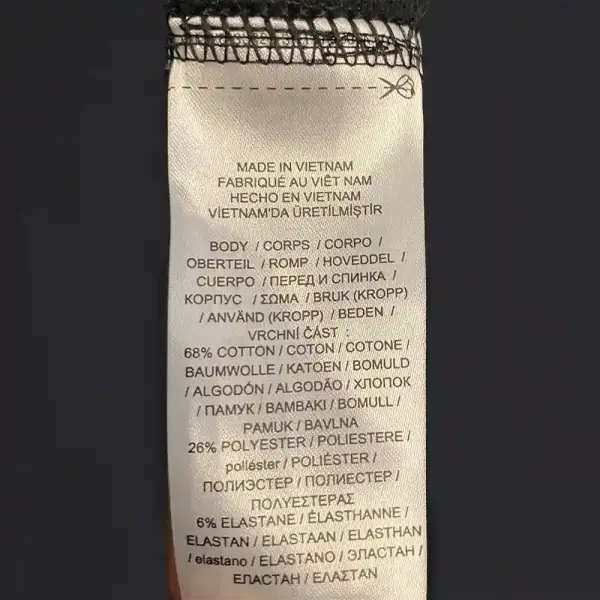 MADE IN VIETNAM
FABRIQUÉ AU VIÊT NAM
HECHO EN VIETNAM
VİETNAM'DA ÜRETİLMİŞTİR
BODY / CORPS / CORPO /
OBERTEIL / ROMP / HOVEDDEL /
CUERPO / ПЕРЕД И СПИНКА /
КОРПУС / ΣΩΜΑ / BRUK (KROPP)
/ ANVÄND (KROPP) / BEDEN /
VRCHNÍ ČÁST :
68% COTTON / COTON / COTONE /
BAUMWOLLE / KATOEN / BOMULD
/ ALGODÓN / ALGODÃO / ХЛОПОК
/ ПАМУК / ΒΑΜΒΑΚΙ / BOMULL /
PAMUK / BAVLNA
26% POLYESTER / POLIESTERE /
poliéster / POLIÉSTER /
ПОЛИЭСТЕР / ПОЛИЕСТЕР /
ΠΟΛΥΕΣΤΕΡΑΣ
6% ELASTANE / ÉLASTHANNE /
ELASTAN / ELASTAAN / ELASTHAN
/ elastano / ELASTANO / ЭЛАСТАН /
ЕЛАСТАН / ΕΛΑΣΤΑΝ